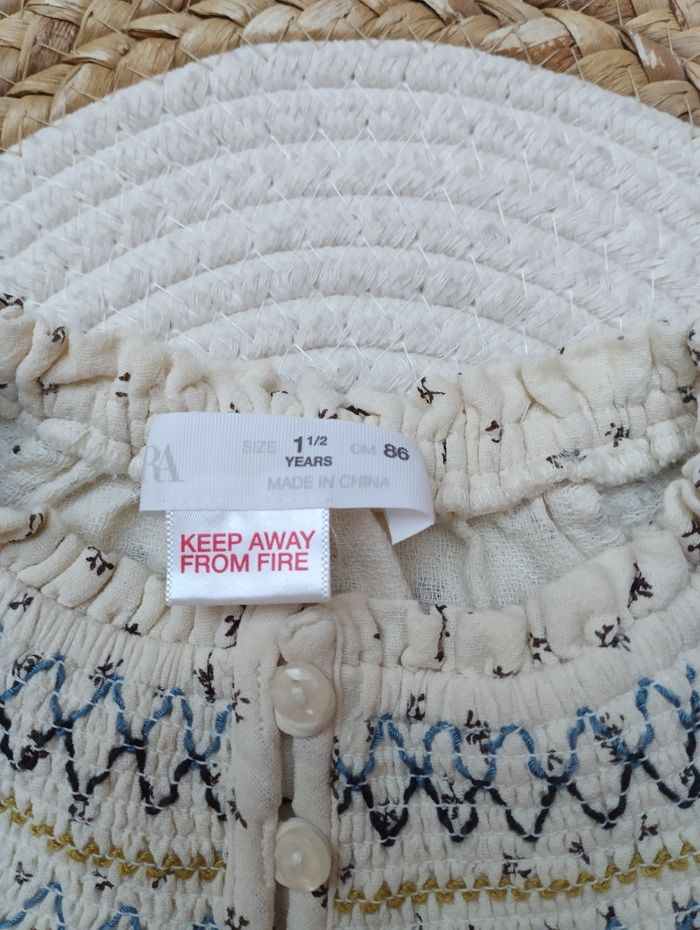 RA SIZE 1 1/2 CM 86
YEARS
MADE IN CHINA
KEEP AWAY
FROM FIRE